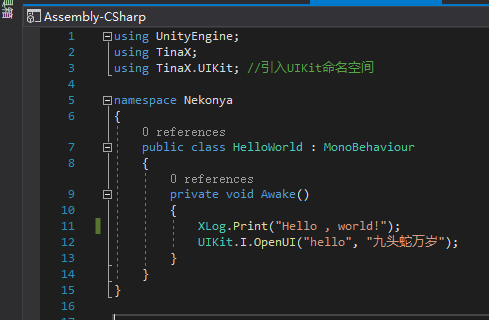 器箱
Assembly-CSharp
1 using UnityEngine;
2 using TinaX;
3 using TinaX.UIKit; //引入UIKit命名空间
4
5 namespace Nekonya
6 {
0 references
7 public class HelloWorld : MonoBehaviour
8 {
0 references
9 private void Awake()
10 {
11 XLog.Print("Hello , world!");
12 UIKit.I.OpenUI("hello", "九头蛇万岁");
13 }
14 }
15 }
16
17